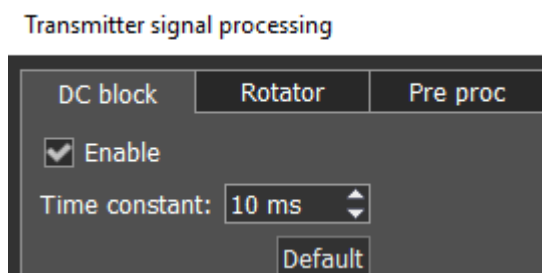 Transmitter signal processing
DC block Rotator Pre proc
Enable
Time constant: 10 ms
Default